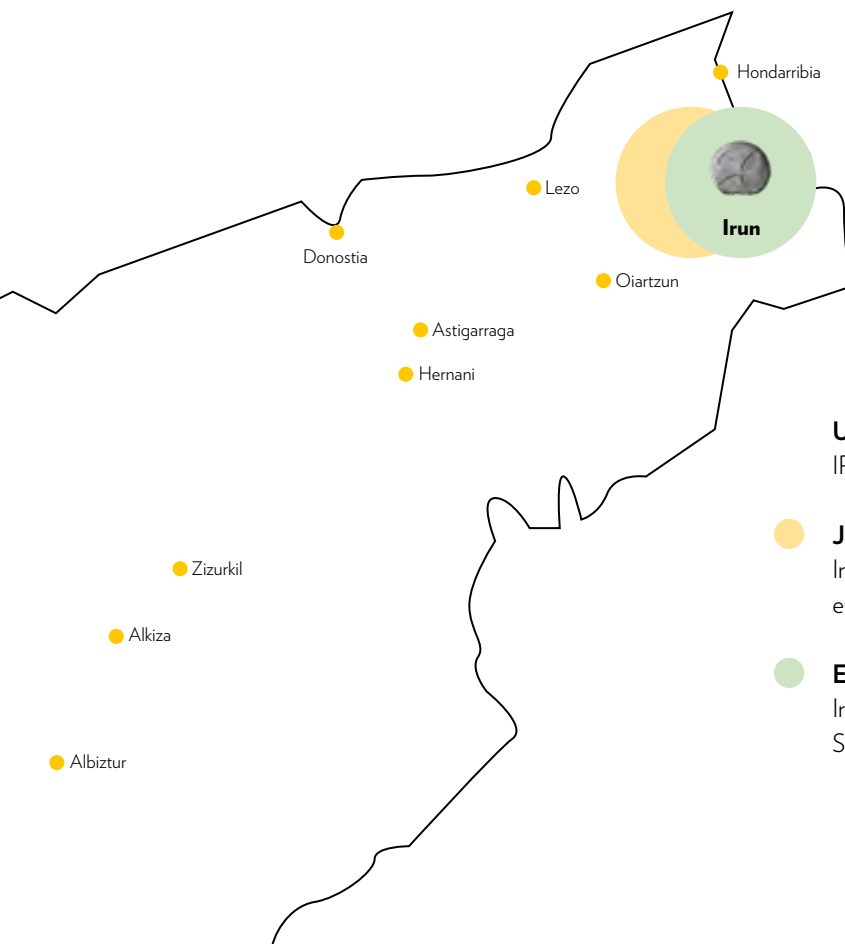 Hondarribia
Lezo
Irun
Donostia
Oiartzun
Astigarraga
Hernani
Zizurkil
Alkiza
Albiztur